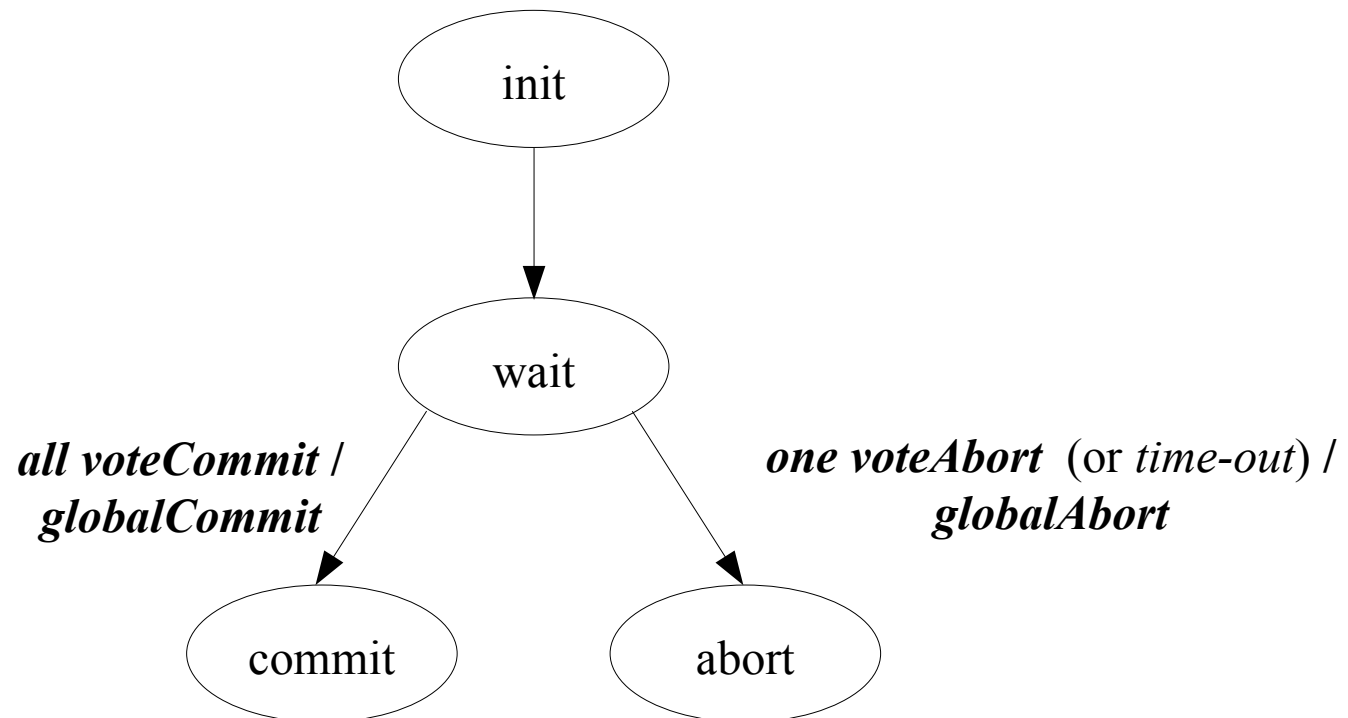 init
wait
all voteCommit /
globalCommit
one voteAbort (or time-out) /
globalAbort
commit
abort